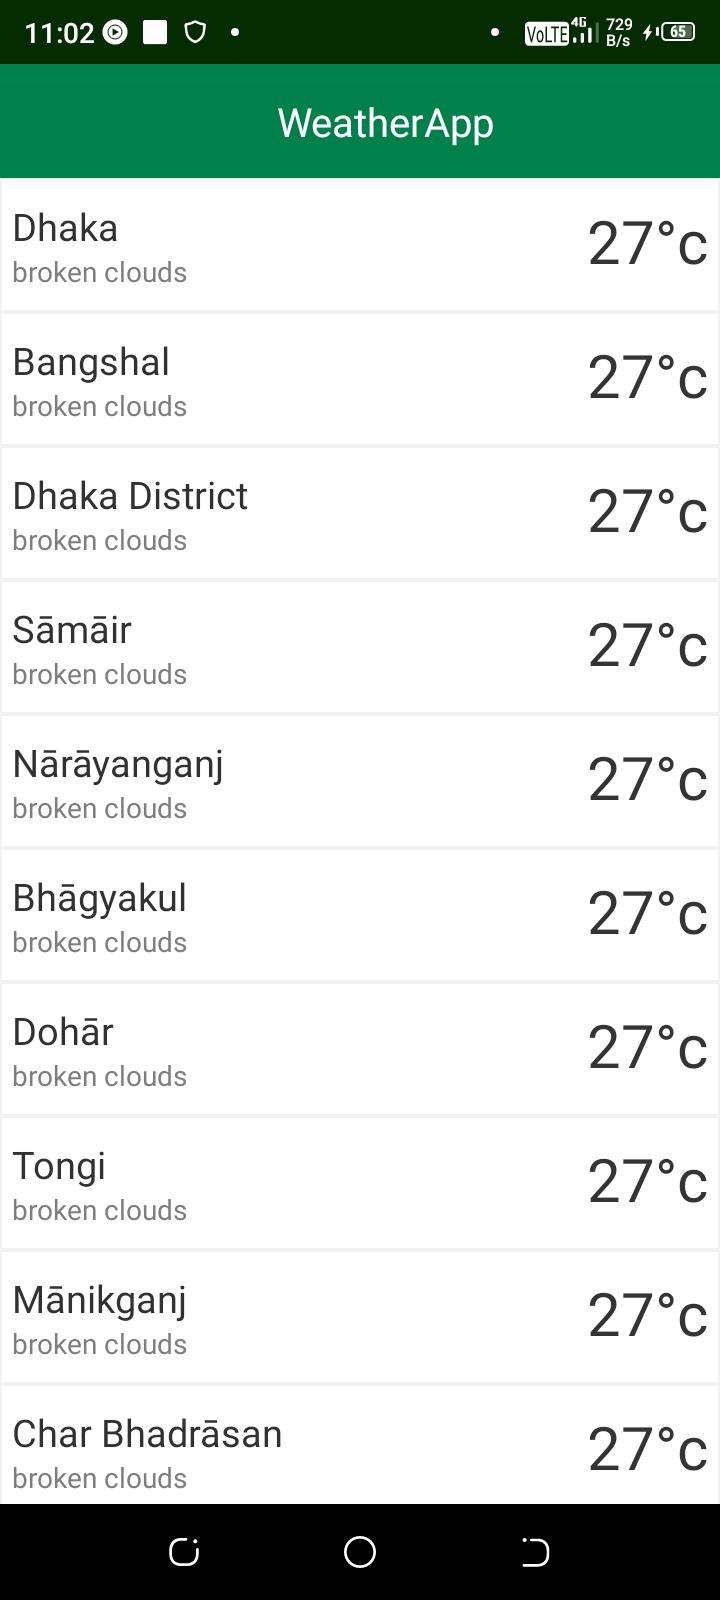 11:02 VoLTE 4G 729 B/s 65
WeatherApp
Dhaka 27°c
broken clouds
Bangshal 27°c
broken clouds
Dhaka District 27°c
broken clouds
Sāmāir 27°c
broken clouds
Nārāyanganj 27°c
broken clouds
Bhāgyakul 27°c
broken clouds
Dohār 27°c
broken clouds
Tongi 27°c
broken clouds
Mānikganj 27°c
broken clouds
Char Bhadrāsan 27°c
broken clouds